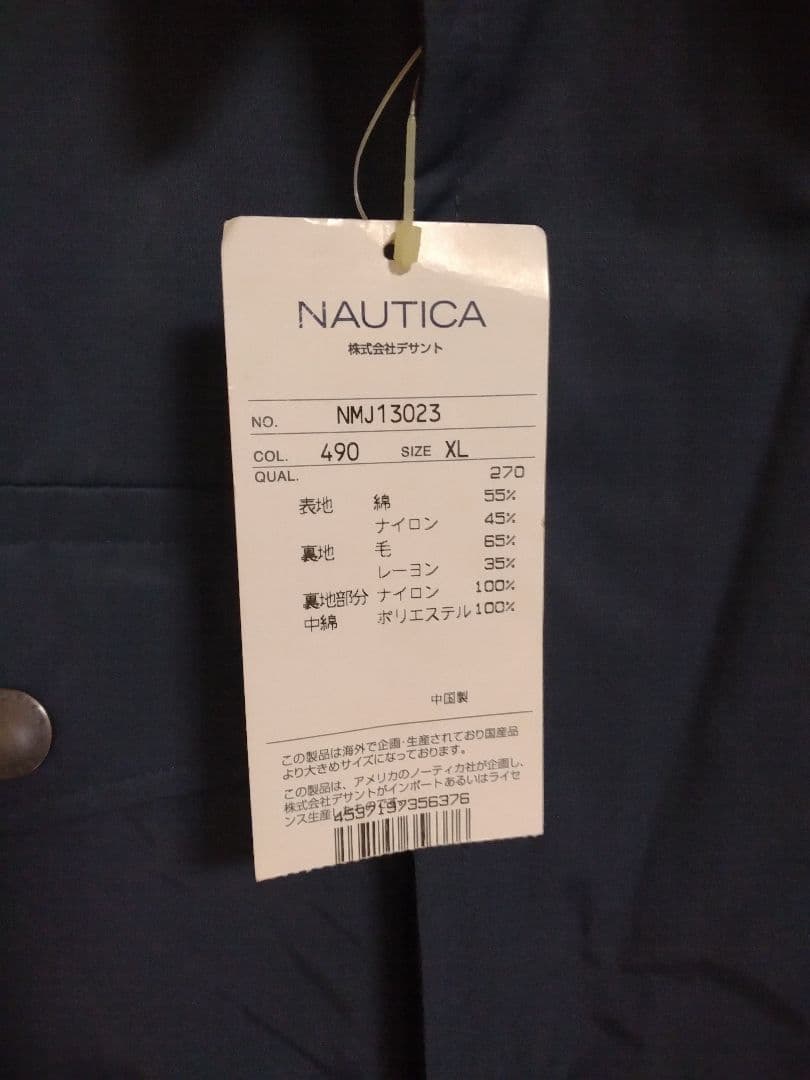 NAUTICA
株式会社デサント
NO. NMJ13023
COL. 490 SIZE XL
QUAL. 270
表地 綿 55%
ナイロン 45%
裏地 毛 65%
レーヨン 35%
裏地部分 ナイロン 100%
中綿 ポリエステル 100%
中国製
この製品は海外で企画・生産されており国産品
より大きめサイズになっております。
この製品は、アメリカのノーティカ社が企画し、
株式会社デサントがインポートあるいはライセ
ンス生産したものです。
4537137356376